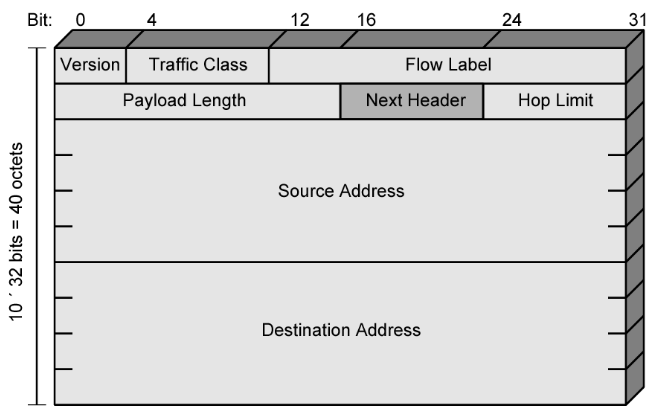 Bit: 0 4 12 16 24 31
Version Traffic Class Flow Label
Payload Length Next Header Hop Limit
Source Address
Destination Address
10 ´ 32 bits = 40 octets